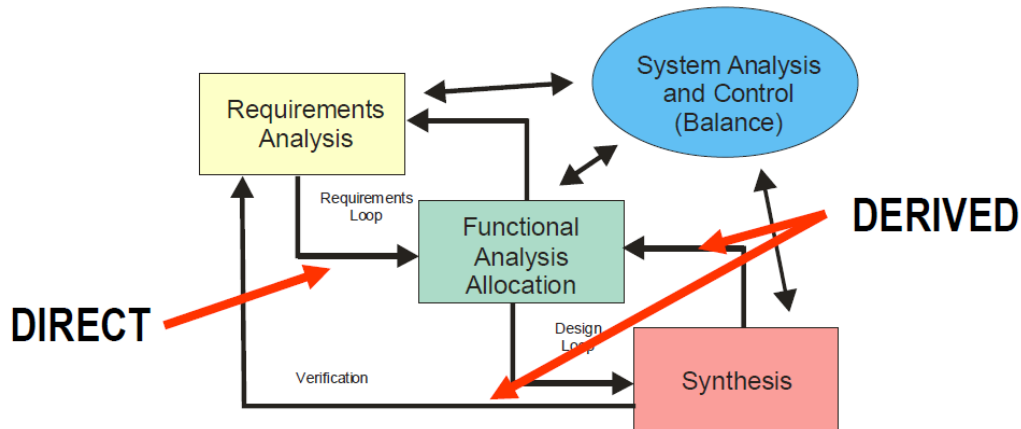 System Analysis
and Control
(Balance)
Requirements
Analysis
Requirements
Loop
DERIVED
Functional
Analysis
Allocation
DIRECT
Design
Loop
Verification
Synthesis